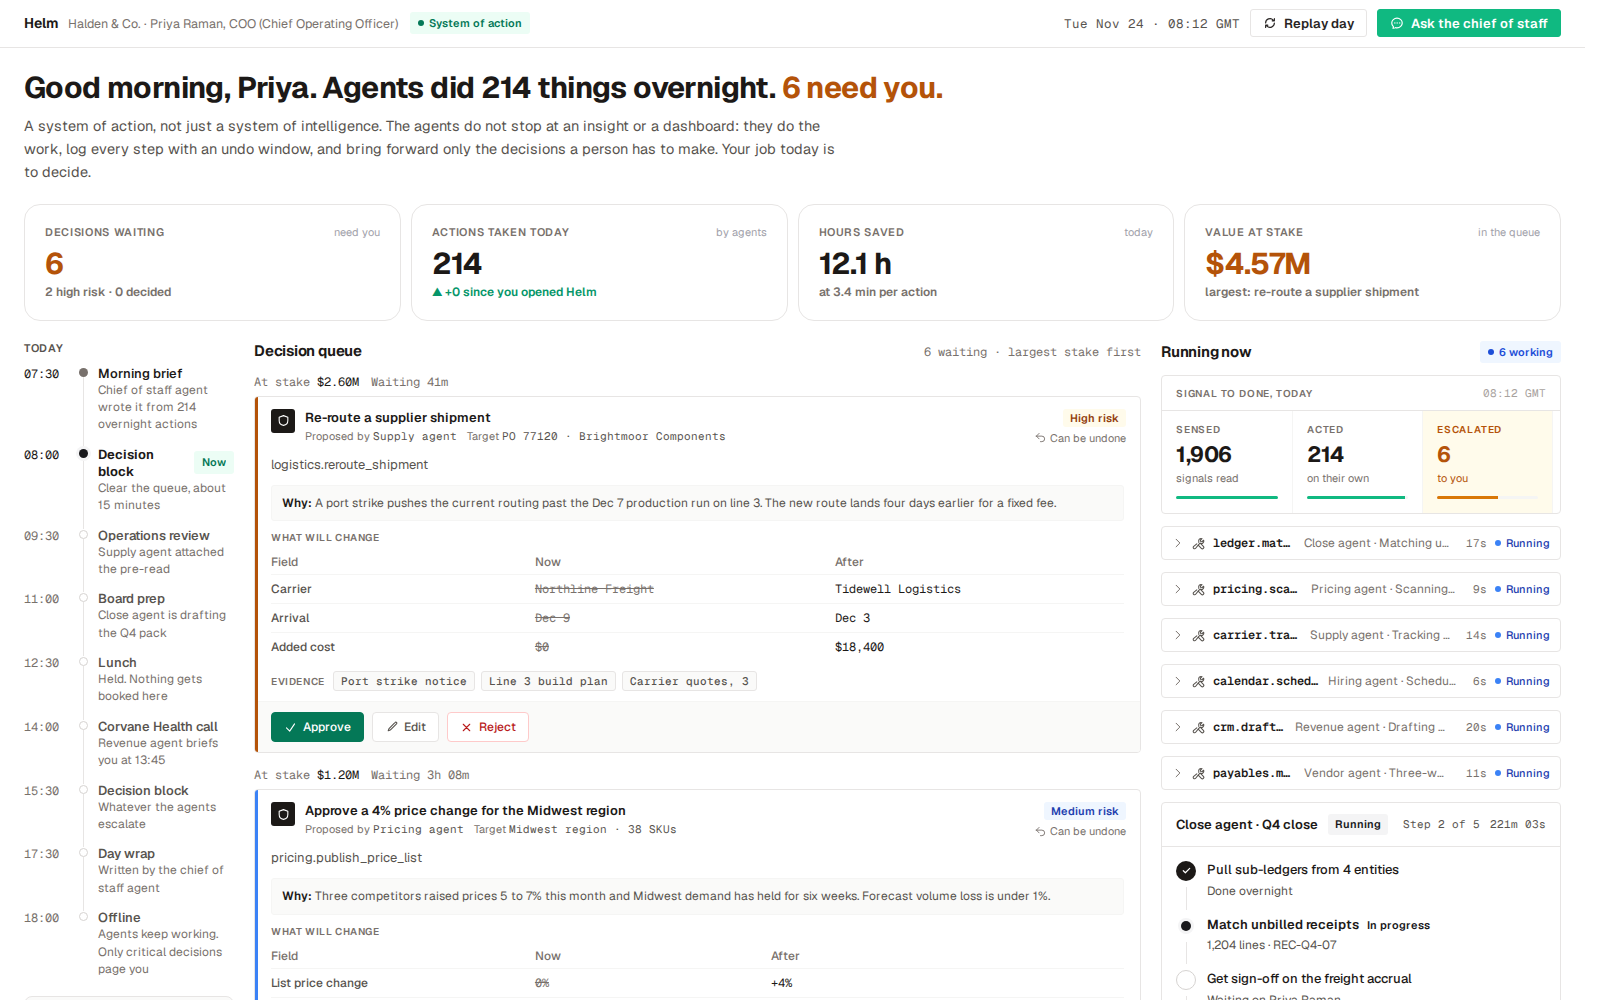 Helm Halden & Co. · Priya Raman, COO (Chief Operating Officer) System of action Tue Nov 24 · 08:12 GMT Replay day Ask the chief of staff
Good morning, Priya. Agents did 214 things overnight. 6 need you.
A system of action, not just a system of intelligence. The agents do not stop at an insight or a dashboard: they do the
work, log every step with an undo window, and bring forward only the decisions a person has to make. Your job today is
to decide.
DECISIONS WAITING need you
6
2 high risk · 0 decided
ACTIONS TAKEN TODAY by agents
214
▲ +0 since you opened Helm
HOURS SAVED today
12.1 h
at 3.4 min per action
VALUE AT STAKE in the queue
$4.57M
largest: re-route a supplier shipment
TODAY
07:30 Morning brief
Chief of staff agent
wrote it from 214
overnight actions
08:00 Decision
block
Now
Clear the queue, about
15 minutes
09:30 Operations review
Supply agent attached
the pre-read
11:00 Board prep
Close agent is drafting
the Q4 pack
12:30 Lunch
Held. Nothing gets
booked here
14:00 Corvane Health call
Revenue agent briefs
you at 13:45
15:30 Decision block
Whatever the agents
escalate
17:30 Day wrap
Written by the chief of
staff agent
18:00 Offline
Agents keep working.
Only critical decisions
page you
Decision queue 6 waiting · largest stake first
At stake $2.60M Waiting 41m
Re-route a supplier shipment High risk
Proposed by Supply agent Target PO 77120 · Brightmoor Components Can be undone
logistics.reroute_shipment
Why: A port strike pushes the current routing past the Dec 7 production run on line 3. The new route lands four days earlier for a fixed fee.
WHAT WILL CHANGE
Field Now After
Carrier Northline Freight Tidewell Logistics
Arrival Dec 9 Dec 3
Added cost $0 $18,400
EVIDENCE Port strike notice Line 3 build plan Carrier quotes, 3
Approve Edit Reject
At stake $1.20M Waiting 3h 08m
Approve a 4% price change for the Midwest region Medium risk
Proposed by Pricing agent Target Midwest region · 38 SKUs Can be undone
pricing.publish_price_list
Why: Three competitors raised prices 5 to 7% this month and Midwest demand has held for six weeks. Forecast volume loss is under 1%.
WHAT WILL CHANGE
Field Now After
List price change 0% +4%
Running now 6 working
SIGNAL TO DONE, TODAY 08:12 GMT
SENSED
1,906
signals read
ACTED
214
on their own
ESCALATED
6
to you
ledger.mat… Close agent · Matching u… 17s Running
pricing.sca… Pricing agent · Scanning… 9s Running
carrier.tra… Supply agent · Tracking … 14s Running
calendar.sched… Hiring agent · Schedu… 6s Running
crm.draft… Revenue agent · Drafting … 20s Running
payables.m… Vendor agent · Three-w… 11s Running
Close agent · Q4 close Running Step 2 of 5 221m 03s
Pull sub-ledgers from 4 entities
Done overnight
Match unbilled receipts In progress
1,204 lines · REC-Q4-07
Get sign-off on the freight accrual
Waiting on Priya Raman